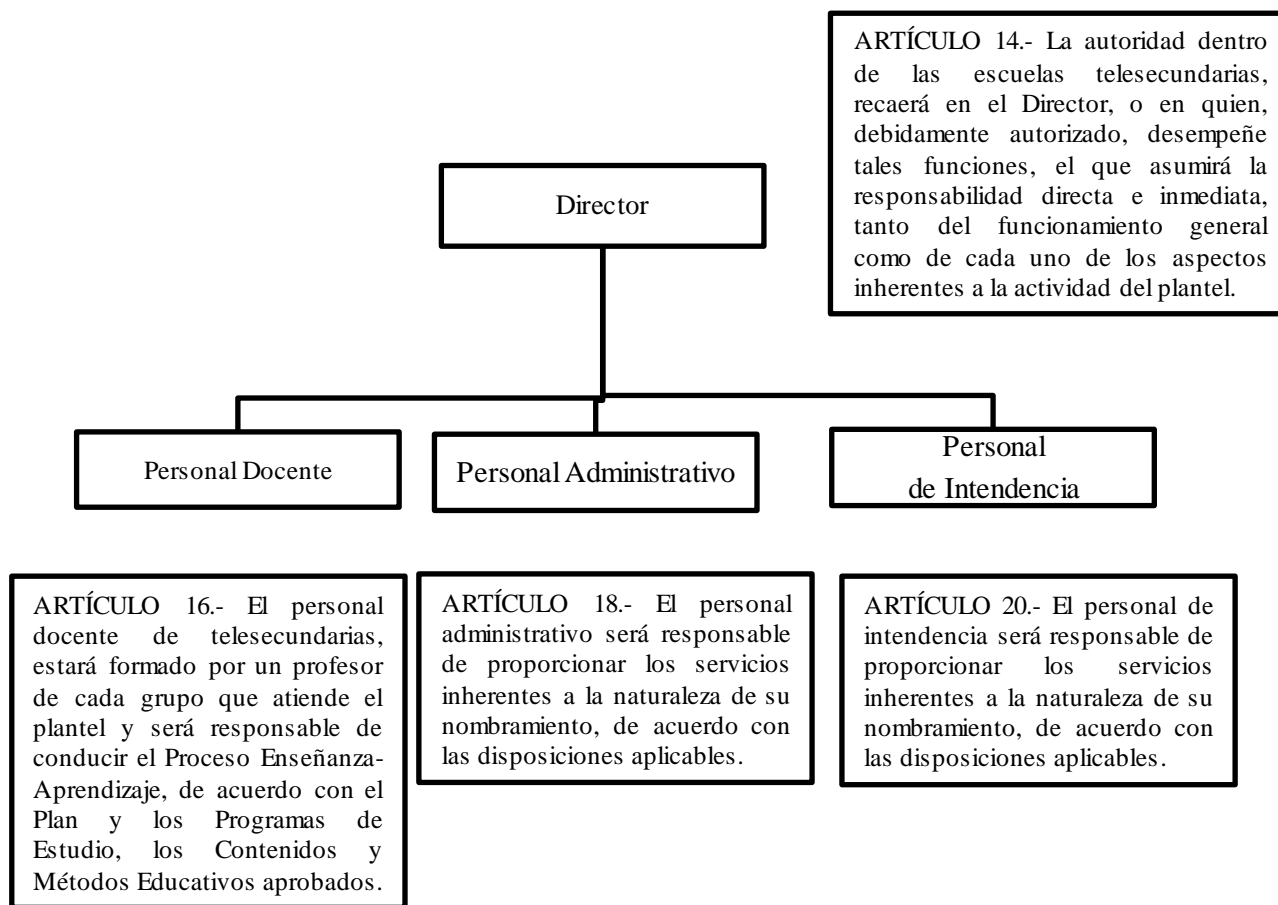 ARTÍCULO 14.- La autoridad dentro
de las escuelas telesecundarias,
recaerá en el Director, o en quien,
debidamente autorizado, desempeñe
tales funciones, el que asumirá la
responsabilidad directa e inmediata,
tanto del funcionamiento general
como de cada uno de los aspectos
inherentes a la actividad del plantel.
Director
Personal Docente
Personal Administrativo
Personal
de Intendencia
ARTÍCULO 16.- El personal
docente de telesecundarias,
estará formado por un profesor
de cada grupo que atiende el
plantel y será responsable de
conducir el Proceso Enseñanza-
Aprendizaje, de acuerdo con el
Plan y los Programas de
Estudio, los Contenidos y
Métodos Educativos aprobados.
ARTÍCULO 18.- El personal
administrativo será responsable
de proporcionar los servicios
inherentes a la naturaleza de su
nombramiento, de acuerdo con
las disposiciones aplicables.
ARTÍCULO 20.- El personal de
intendencia será responsable de
proporcionar los servicios
inherentes a la naturaleza de su
nombramiento, de acuerdo con
las disposiciones aplicables.